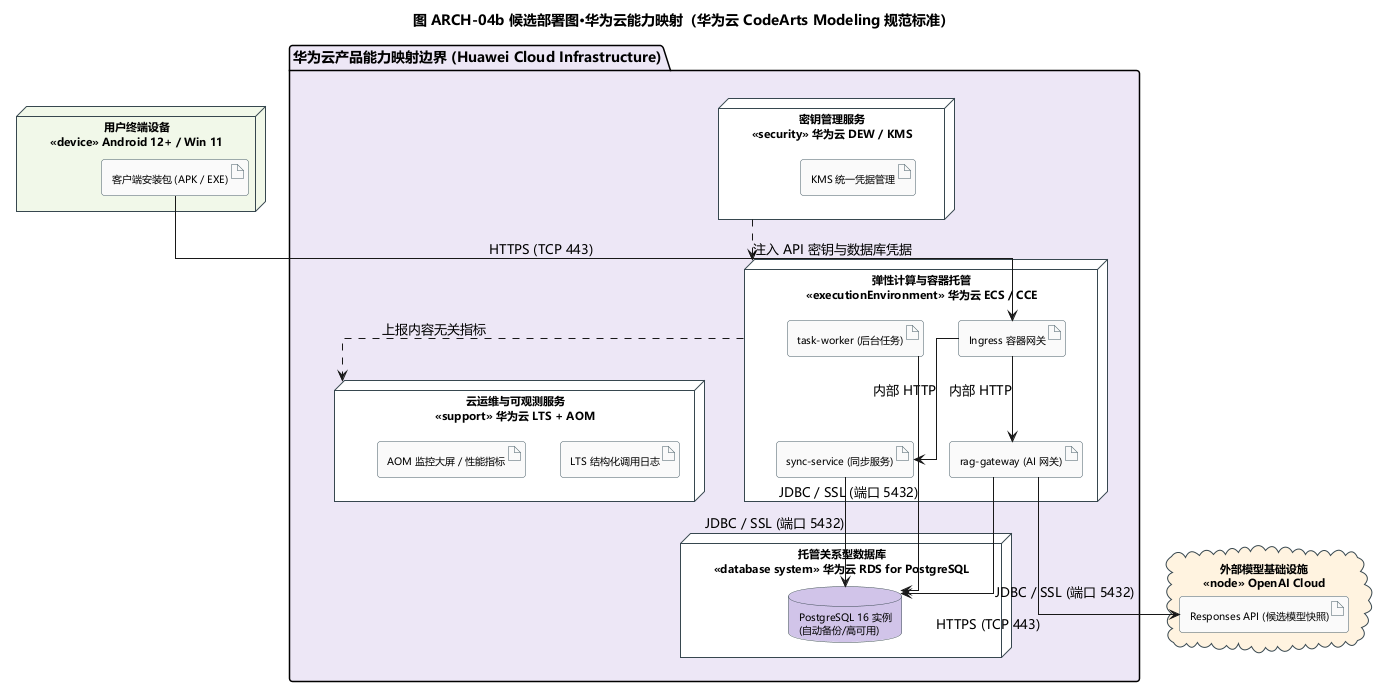 图 ARCH-04b 候选部署图·华为云能力映射（华为云 CodeArts Modeling 规范标准）
华为云产品能力映射边界 (Huawei Cloud Infrastructure)
用户终端设备
«device» Android 12+ / Win 11
客户端安装包 (APK / EXE)
密钥管理服务
«security» 华为云 DEW / KMS
KMS 统一凭据管理
HTTPS (TCP 443)
注入 API 密钥与数据库凭据
弹性计算与容器托管
«executionEnvironment» 华为云 ECS / CCE
task-worker (后台任务)
Ingress 容器网关
上报内容无关指标
内部 HTTP
内部 HTTP
云运维与可观测服务
«support» 华为云 LTS + AOM
AOM 监控大屏 / 性能指标
LTS 结构化调用日志
sync-service (同步服务)
rag-gateway (AI 网关)
JDBC / SSL (端口 5432)
JDBC / SSL (端口 5432)
托管关系型数据库
«database system» 华为云 RDS for PostgreSQL
PostgreSQL 16 实例
(自动备份/高可用)
JDBC / SSL (端口 5432)
HTTPS (TCP 443)
外部模型基础设施
«node» OpenAI Cloud
Responses API (候选模型快照)